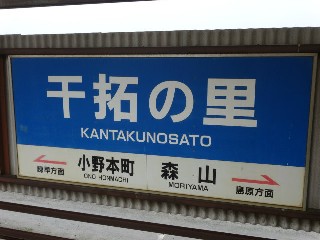 干拓の里
KANTAKUNOSATO
小野本町 森山
ONO HONMACHI MORIYAMA
諫早方面 島原方面